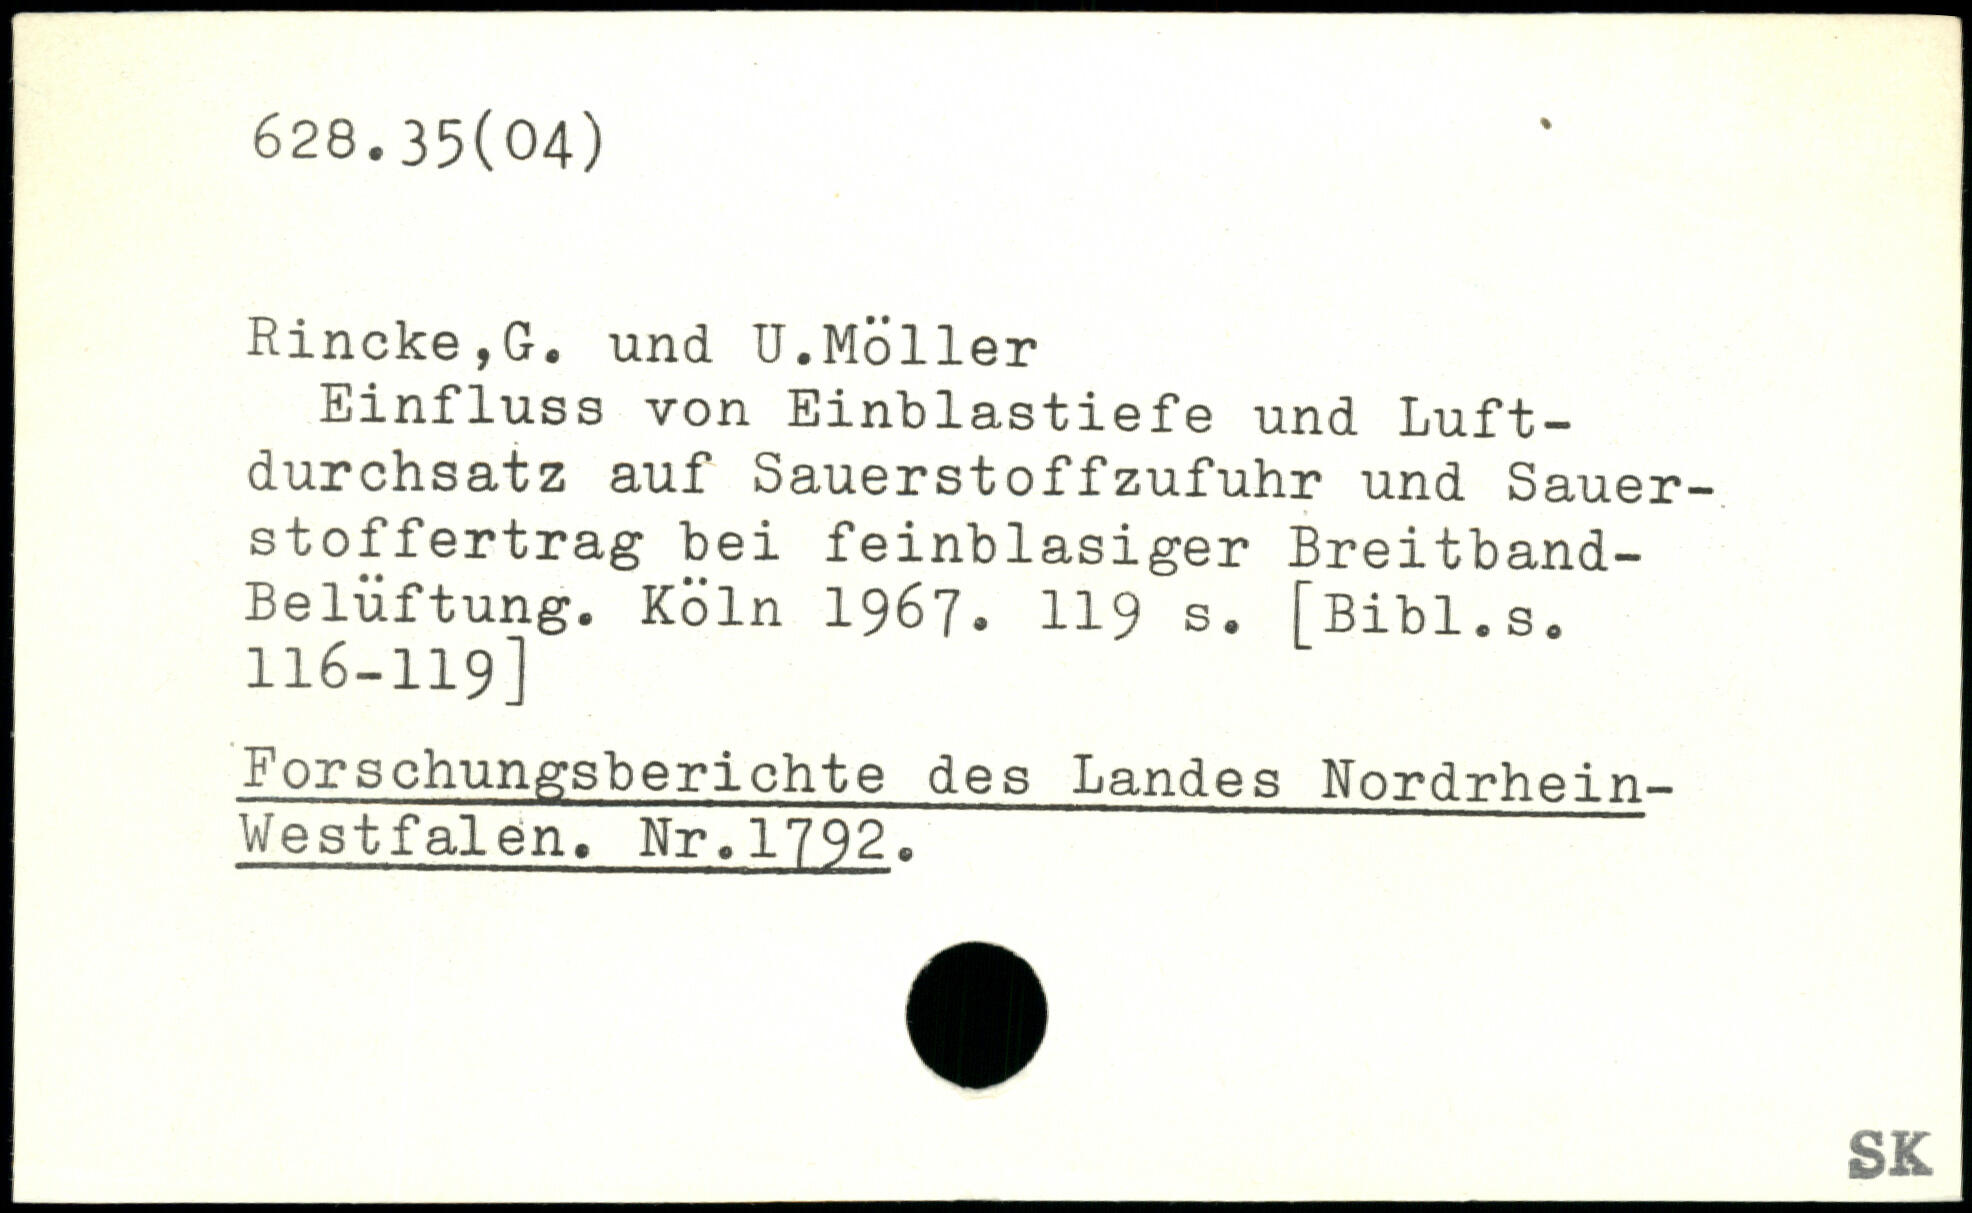 628.35(04)
Rincke,G. und U.Möller
Einfluss von Einblastiefe und Luft-
durchsatz auf Sauerstoffzufuhr und Sauer-
stoffertrag bei feinblasiger Breitband-
Belüftung. Köln 1967. 119 s. [Bibl.s.
116-119]
Forschungsberichte des Landes Nordrhein-
Westfalen. Nr.1792.
SK